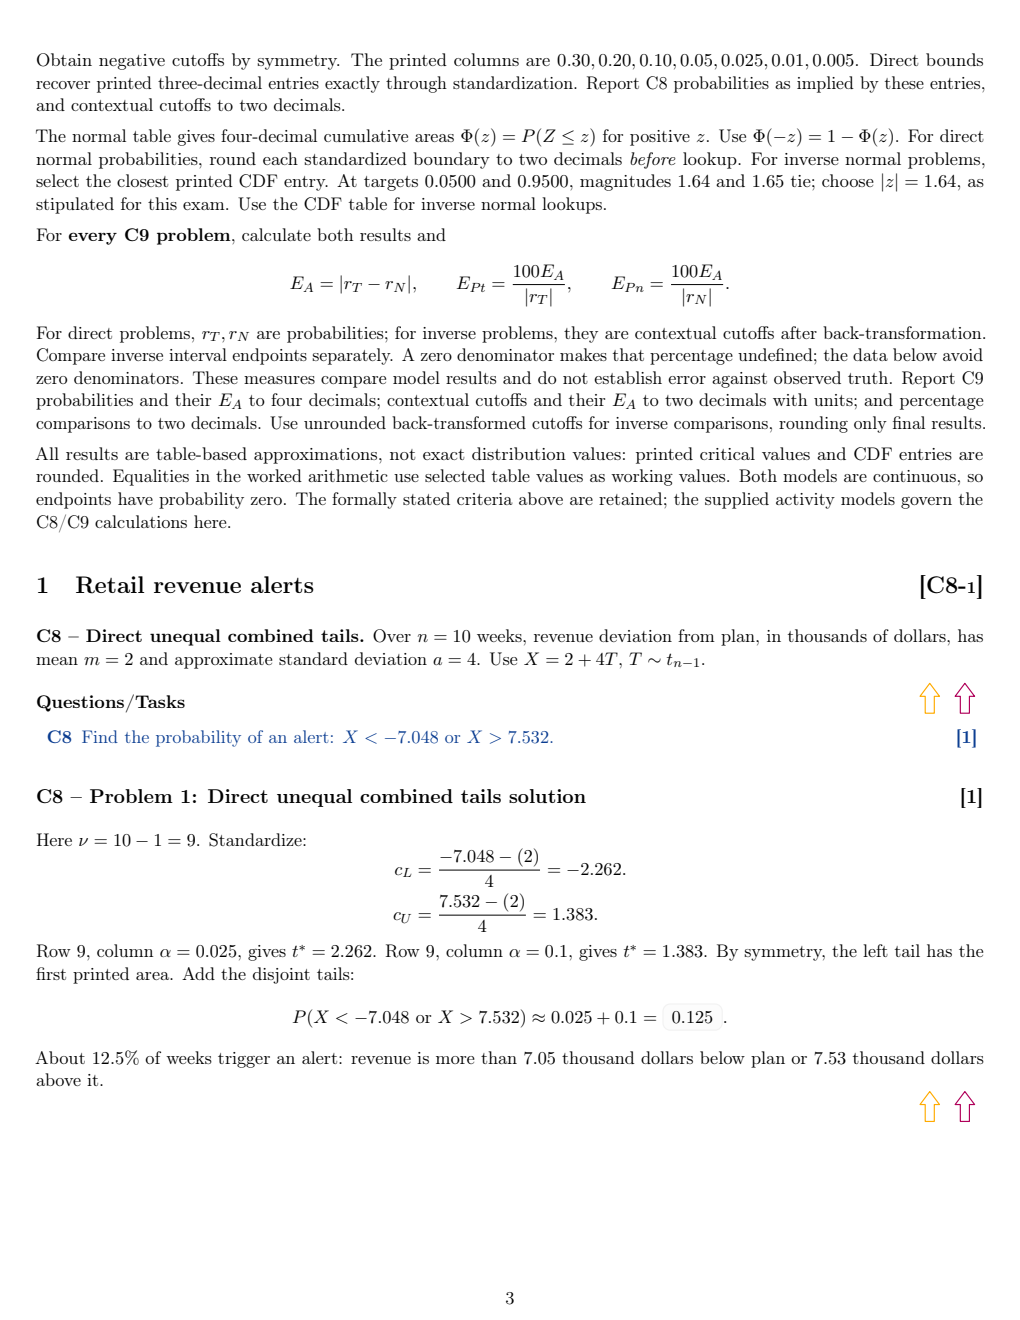 Obtain negative cutoffs by symmetry. The printed columns are 0.30, 0.20, 0.10, 0.05, 0.025, 0.01, 0.005. Direct bounds
recover printed three-decimal entries exactly through standardization. Report C8 probabilities as implied by these entries,
and contextual cutoffs to two decimals.
The normal table gives four-decimal cumulative areas Φ(z) = P(Z ≤ z) for positive z. Use Φ(−z) = 1 − Φ(z). For direct
normal probabilities, round each standardized boundary to two decimals before lookup. For inverse normal problems,
select the closest printed CDF entry. At targets 0.0500 and 0.9500, magnitudes 1.64 and 1.65 tie; choose |z| = 1.64, as
stipulated for this exam. Use the CDF table for inverse normal lookups.
For every C9 problem, calculate both results and
E_A = |r_T − r_N|, E_{Pt} = 100E_A / |r_T|, E_{Pn} = 100E_A / |r_N|.
For direct problems, r_T, r_N are probabilities; for inverse problems, they are contextual cutoffs after back-transformation.
Compare inverse interval endpoints separately. A zero denominator makes that percentage undefined; the data below avoid
zero denominators. These measures compare model results and do not establish error against observed truth. Report C9
probabilities and their E_A to four decimals; contextual cutoffs and their E_A to two decimals with units; and percentage
comparisons to two decimals. Use unrounded back-transformed cutoffs for inverse comparisons, rounding only final results.
All results are table-based approximations, not exact distribution values: printed critical values and CDF entries are
rounded. Equalities in the worked arithmetic use selected table values as working values. Both models are continuous, so
endpoints have probability zero. The formally stated criteria above are retained; the supplied activity models govern the
C8/C9 calculations here.
1 Retail revenue alerts [C8-1]
C8 – Direct unequal combined tails. Over n = 10 weeks, revenue deviation from plan, in thousands of dollars, has
mean m = 2 and approximate standard deviation a = 4. Use X = 2 + 4T, T ∼ t_{n−1}.
Questions/Tasks
C8 Find the probability of an alert: X < −7.048 or X > 7.532. [1]
C8 – Problem 1: Direct unequal combined tails solution [1]
Here ν = 10 − 1 = 9. Standardize:
c_L = −7.048 − (2) / 4 = −2.262.
c_U = 7.532 − (2) / 4 = 1.383.
Row 9, column α = 0.025, gives t* = 2.262. Row 9, column α = 0.1, gives t* = 1.383. By symmetry, the left tail has the
first printed area. Add the disjoint tails:
P(X < −7.048 or X > 7.532) ≈ 0.025 + 0.1 = 0.125 .
About 12.5% of weeks trigger an alert: revenue is more than 7.05 thousand dollars below plan or 7.53 thousand dollars
above it.
3